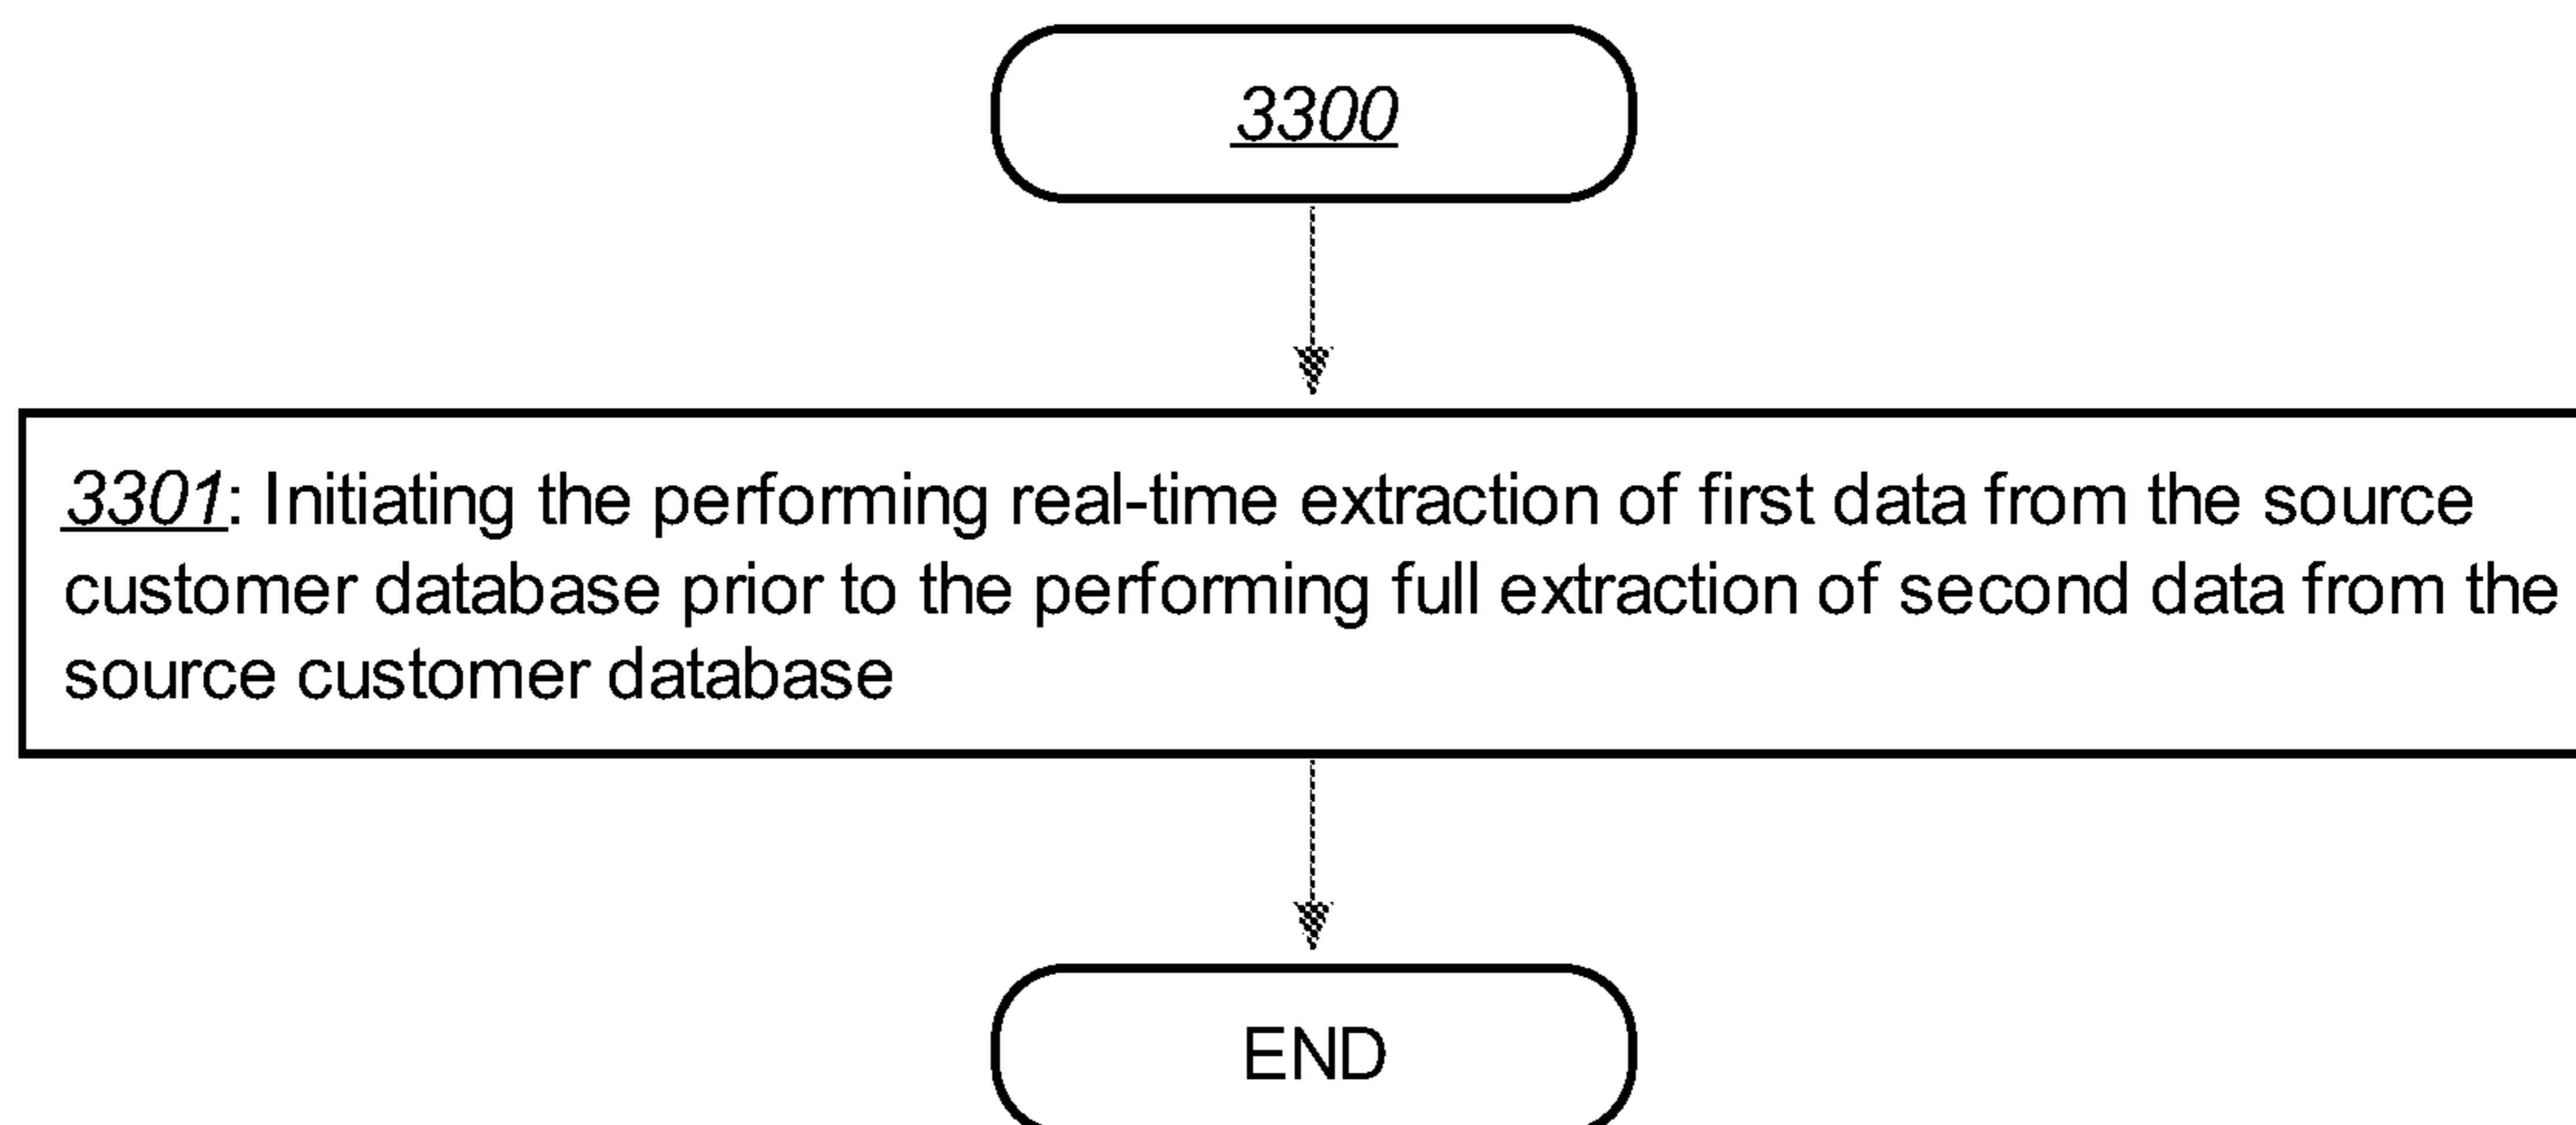 3300
3301: Initiating the performing real-time extraction of first data from the source
customer database prior to the performing full extraction of second data from the
source customer database
END